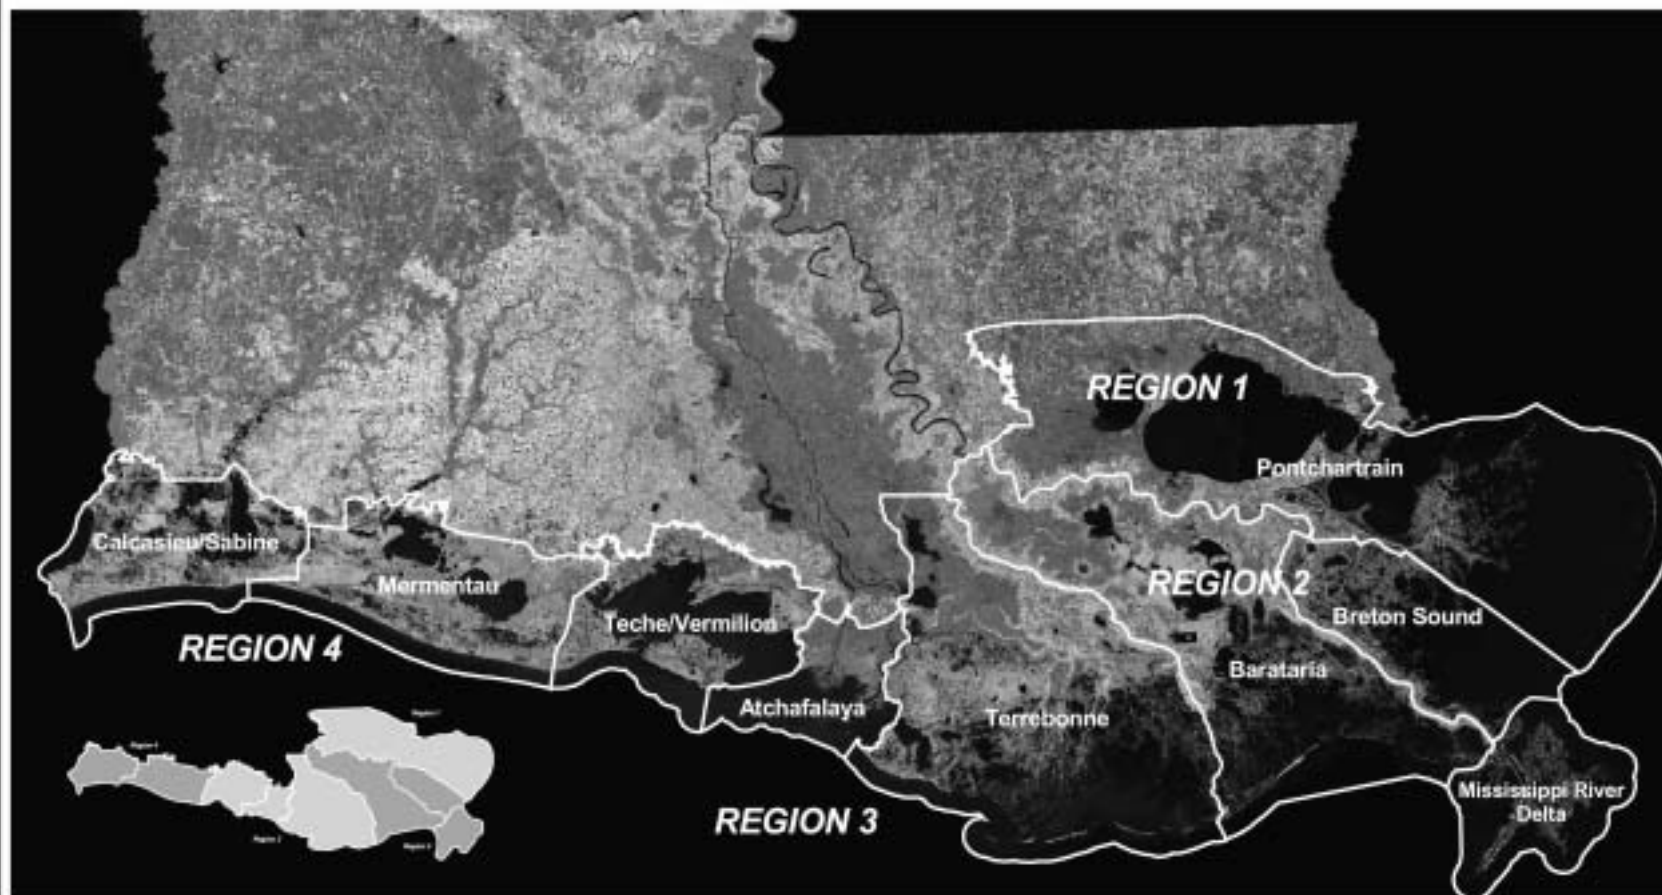 REGION 1
Pontchartrain
Calcasieu/Sabine
Mermentau
REGION 2
Teche/Vermilion
Breton Sound
REGION 4
Barataria
Atchafalaya
Terrebonne
Mississippi River
Delta
REGION 3